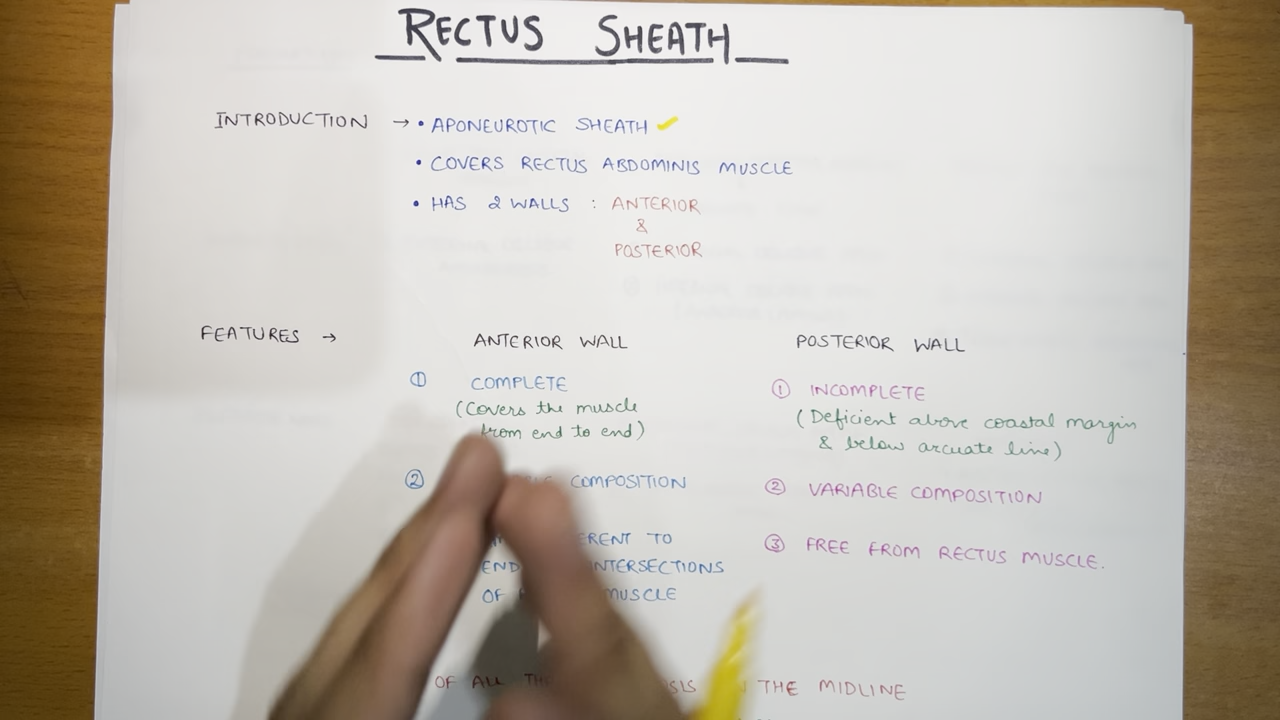 RECTUS SHEATH
INTRODUCTION → • APONEUROTIC SHEATH
• COVERS RECTUS ABDOMINIS MUSCLE
• HAS 2 WALLS : ANTERIOR
&
POSTERIOR
FEATURES → ANTERIOR WALL POSTERIOR WALL
① COMPLETE
(Covers the muscle
from end to end)
② COMPOSITION
TO
INTERSECTIONS
OF MUSCLE
① INCOMPLETE
(Deficient above coastal margin
& below arcuate line)
② VARIABLE COMPOSITION
③ FREE FROM RECTUS MUSCLE.
OF ALL THE MIDLINE